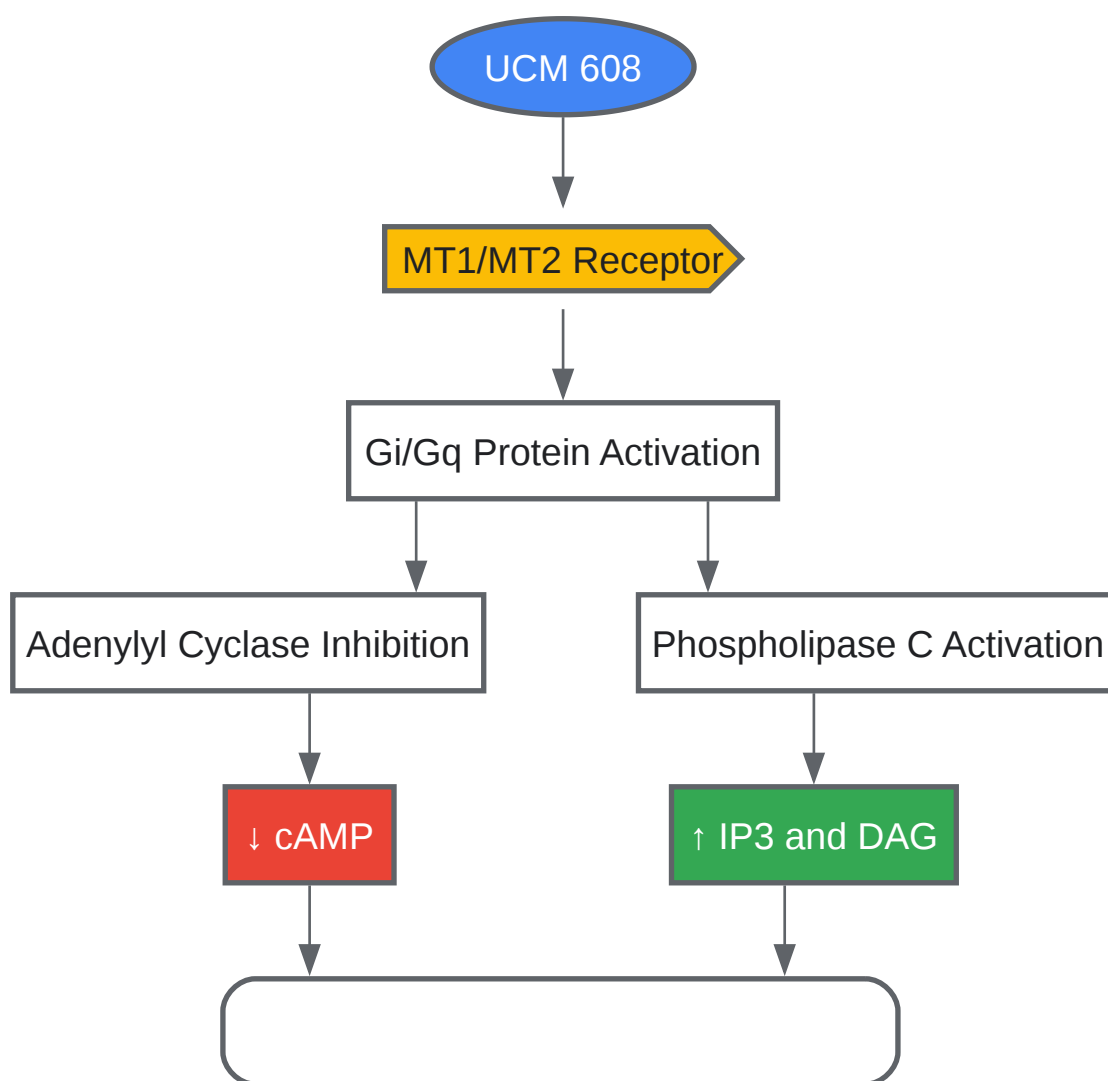 UCM 608
MT1/MT2 Receptor
Gi/Gq Protein Activation
Adenylyl Cyclase Inhibition
Phospholipase C Activation
↓ cAMP
↑ IP3 and DAG